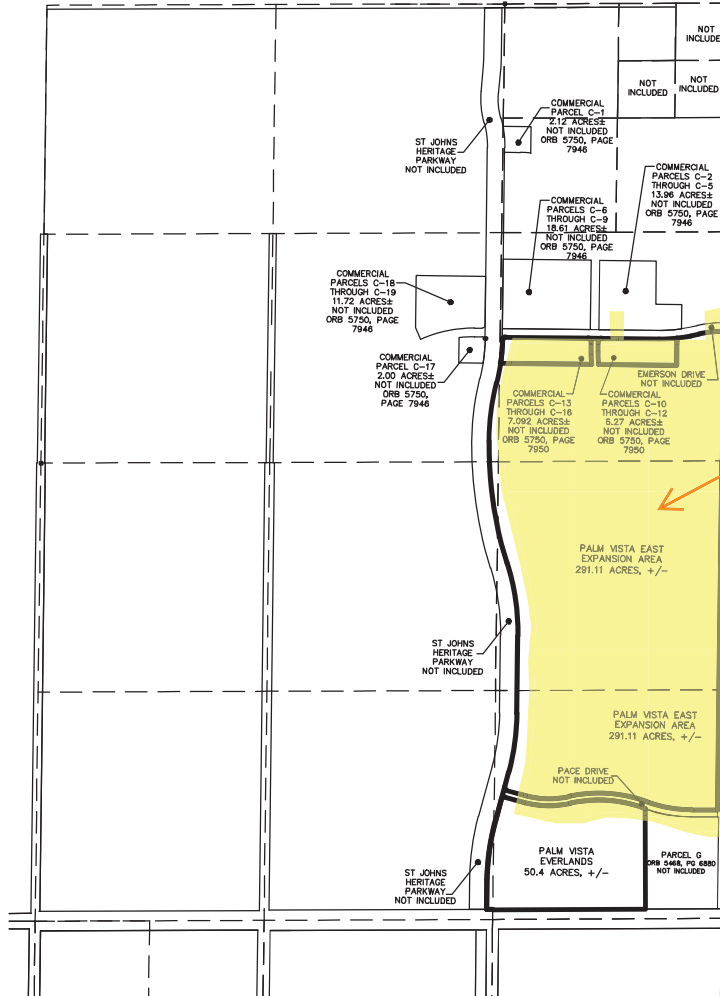 NOT
INCLUDE
NOT
INCLUDED
NOT
INCLUDED
COMMERCIAL
PARCEL C-1
2.12 ACRES±
NOT INCLUDED
ORB 5750, PAGE
7946
ST JOHNS
HERITAGE
PARKWAY
NOT INCLUDED
COMMERCIAL
PARCELS C-2
THROUGH C-5
13.96 ACRES±
NOT INCLUDED
ORB 5750, PAGE
7946
COMMERCIAL
PARCELS C-6
THROUGH C-9
18.61 ACRES±
NOT INCLUDED
ORB 5750, PAGE
7946
COMMERCIAL
PARCELS C-18
THROUGH C-19
11.72 ACRES±
NOT INCLUDED
ORB 5750, PAGE
7946
COMMERCIAL
PARCEL C-17
2.00 ACRES±
NOT INCLUDED
ORB 5750,
PAGE 7946
EMERSON DRIVE
NOT INCLUDED
COMMERCIAL
PARCELS C-13
THROUGH C-16
7.092 ACRES±
NOT INCLUDED
ORB 5750, PAGE
7950
COMMERCIAL
PARCELS C-10
THROUGH C-12
6.27 ACRES±
NOT INCLUDED
ORB 5750, PAGE
7950
PALM VISTA EAST
EXPANSION AREA
291.11 ACRES, +/-
ST JOHNS
HERITAGE
PARKWAY
NOT INCLUDED
PALM VISTA EAST
EXPANSION AREA
291.11 ACRES, +/-
PACE DRIVE
NOT INCLUDED
PALM VISTA
EVERLANDS
50.4 ACRES, +/-
PARCEL G
ORB 5468, PG 6880
NOT INCLUDED
ST JOHNS
HERITAGE
PARKWAY
NOT INCLUDED